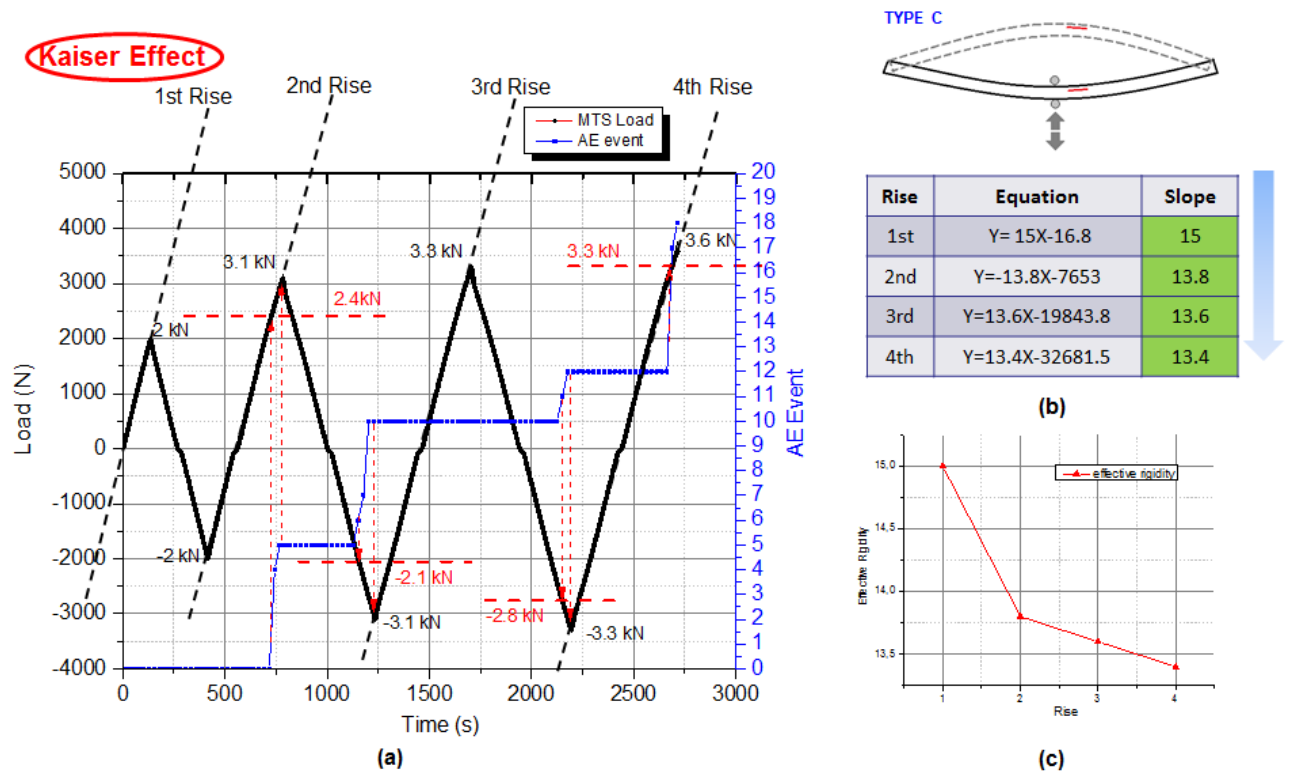 Kaiser Effect
1st Rise
2nd Rise
3rd Rise
4th Rise
MTS Load
AE event
5000
4000
3000
2000
1000
0
-1000
-2000
-3000
-4000
Load (N)
20
19
18
17
16
15
14
13
12
11
10
9
8
7
6
5
4
3
2
1
0
AE Event
2 kN
-2 kN
3.1 kN
2.4kN
-2.1 kN
-3.1 kN
3.3 kN
-2.8 kN
-3.3 kN
3.3 kN
3.6 kN
0 500 1000 1500 2000 2500 3000
Time (s)
(a)
TYPE C
Rise Equation Slope
1st Y= 15X-16.8 15
2nd Y=-13.8X-7653 13.8
3rd Y=13.6X-19843.8 13.6
4th Y=13.4X-32681.5 13.4
(b)
effective rigidity
15,0
14,5
14,0
13,5
Effective Rigidity
1 2 3 4
Rise
(c)